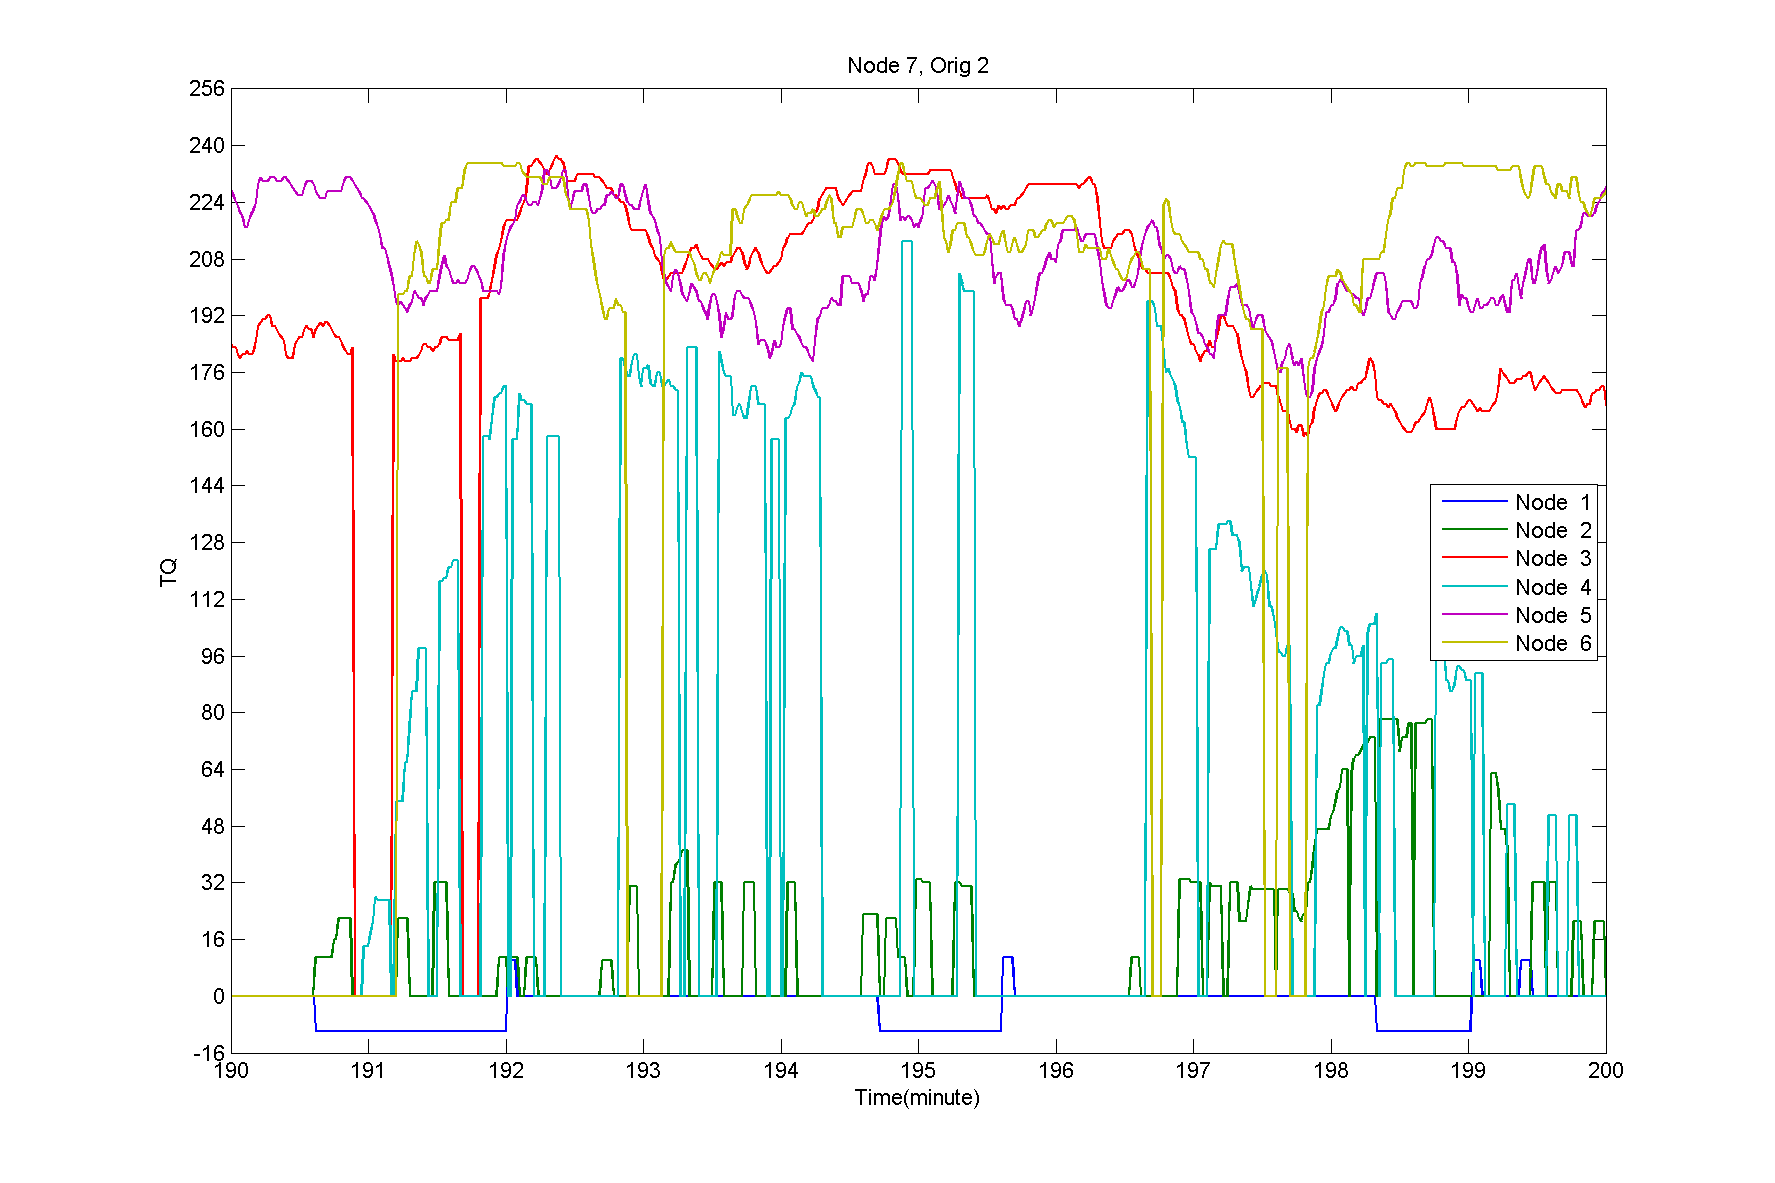 Node 7, Orig 2
256
240
224
208
192
176
160
144
128
112
96
80
64
48
32
16
0
-16
TQ
190 191 192 193 194 195 196 197 198 199 200
Time(minute)
Node 1
Node 2
Node 3
Node 4
Node 5
Node 6